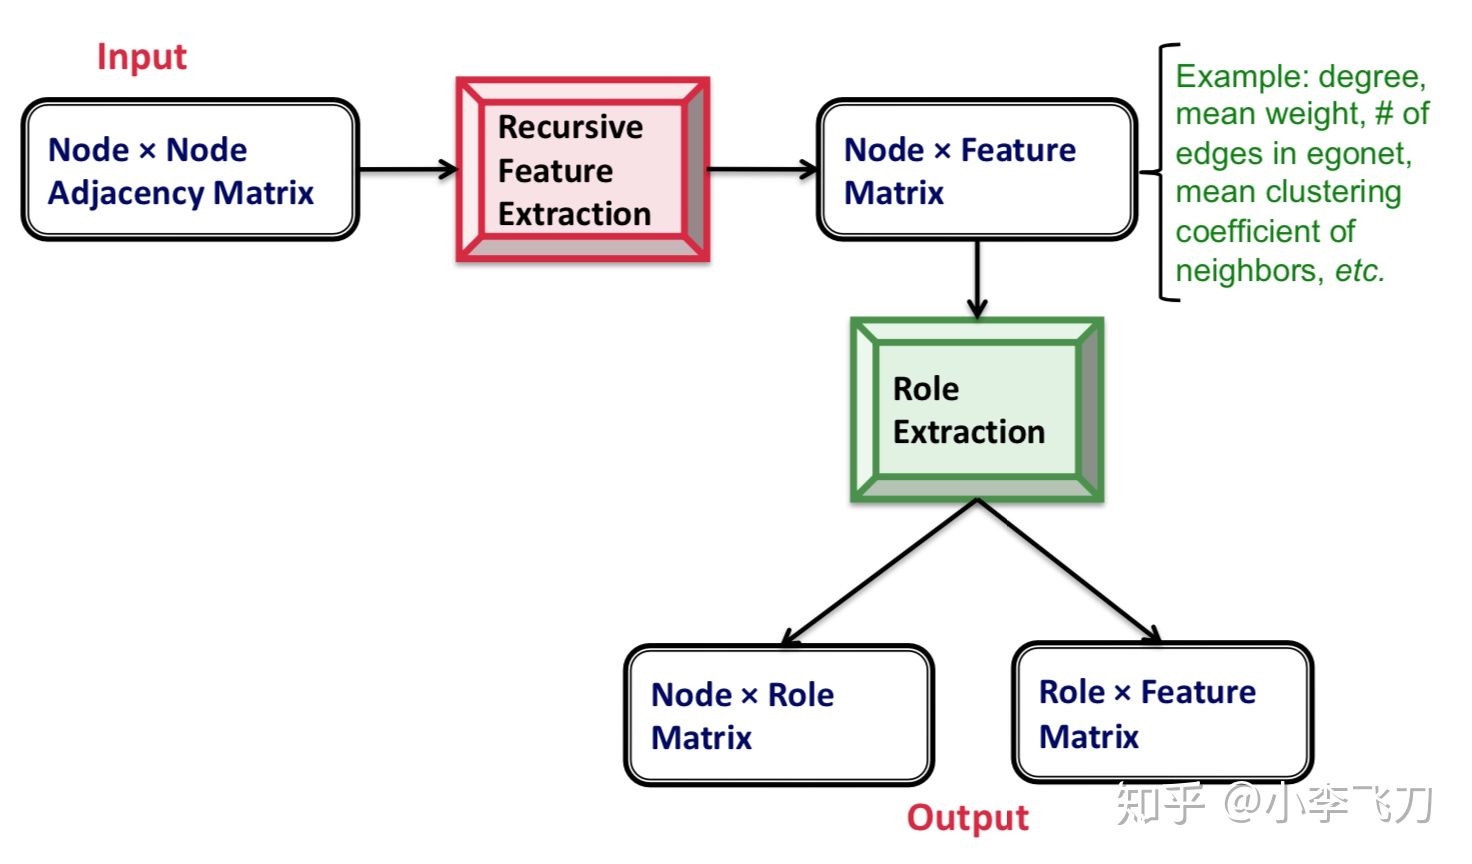 Input
Node × Node
Adjacency Matrix
Recursive
Feature
Extraction
Node × Feature
Matrix
Example: degree,
mean weight, # of
edges in egonet,
mean clustering
coefficient of
neighbors, etc.
Role
Extraction
Node × Role
Matrix
Role × Feature
Matrix
Output
知乎 @小李飞刀